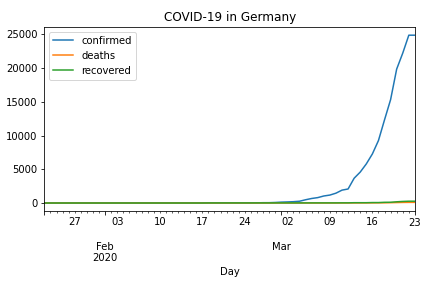 COVID-19 in Germany
confirmed
deaths
recovered
25000
20000
15000
10000
5000
0
27 03 10 17 24 02 09 16 23
Feb Mar
2020
Day